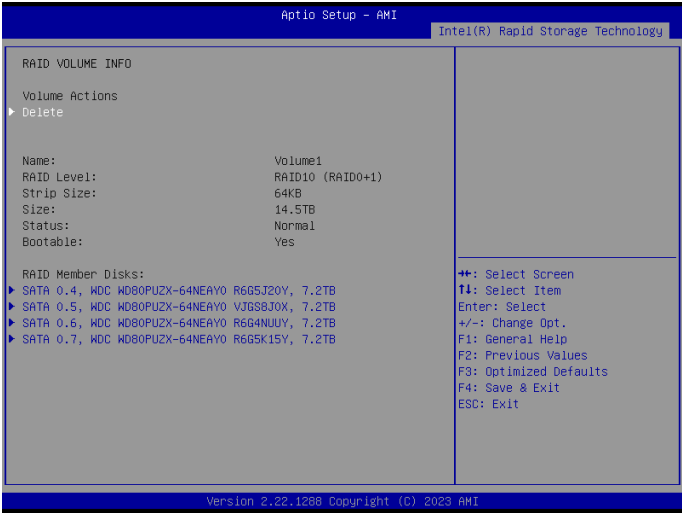 Aptio Setup - AMI
Intel(R) Rapid Storage Technology
RAID VOLUME INFO
Volume Actions
Delete
Name: Volume1
RAID Level: RAID10 (RAID0+1)
Strip Size: 64KB
Size: 14.5TB
Status: Normal
Bootable: Yes
RAID Member Disks:
SATA 0.4, WDC WD80PUZX-64NEAY0 R6G5J20Y, 7.2TB
SATA 0.5, WDC WD80PUZX-64NEAY0 VJGS8J0X, 7.2TB
SATA 0.6, WDC WD80PUZX-64NEAY0 R6G4NUUY, 7.2TB
SATA 0.7, WDC WD80PUZX-64NEAY0 R6G5K15Y, 7.2TB
→←: Select Screen
↑↓: Select Item
Enter: Select
+/-: Change Opt.
F1: General Help
F2: Previous Values
F3: Optimized Defaults
F4: Save & Exit
ESC: Exit
Version 2.22.1288 Copyright (C) 2023 AMI